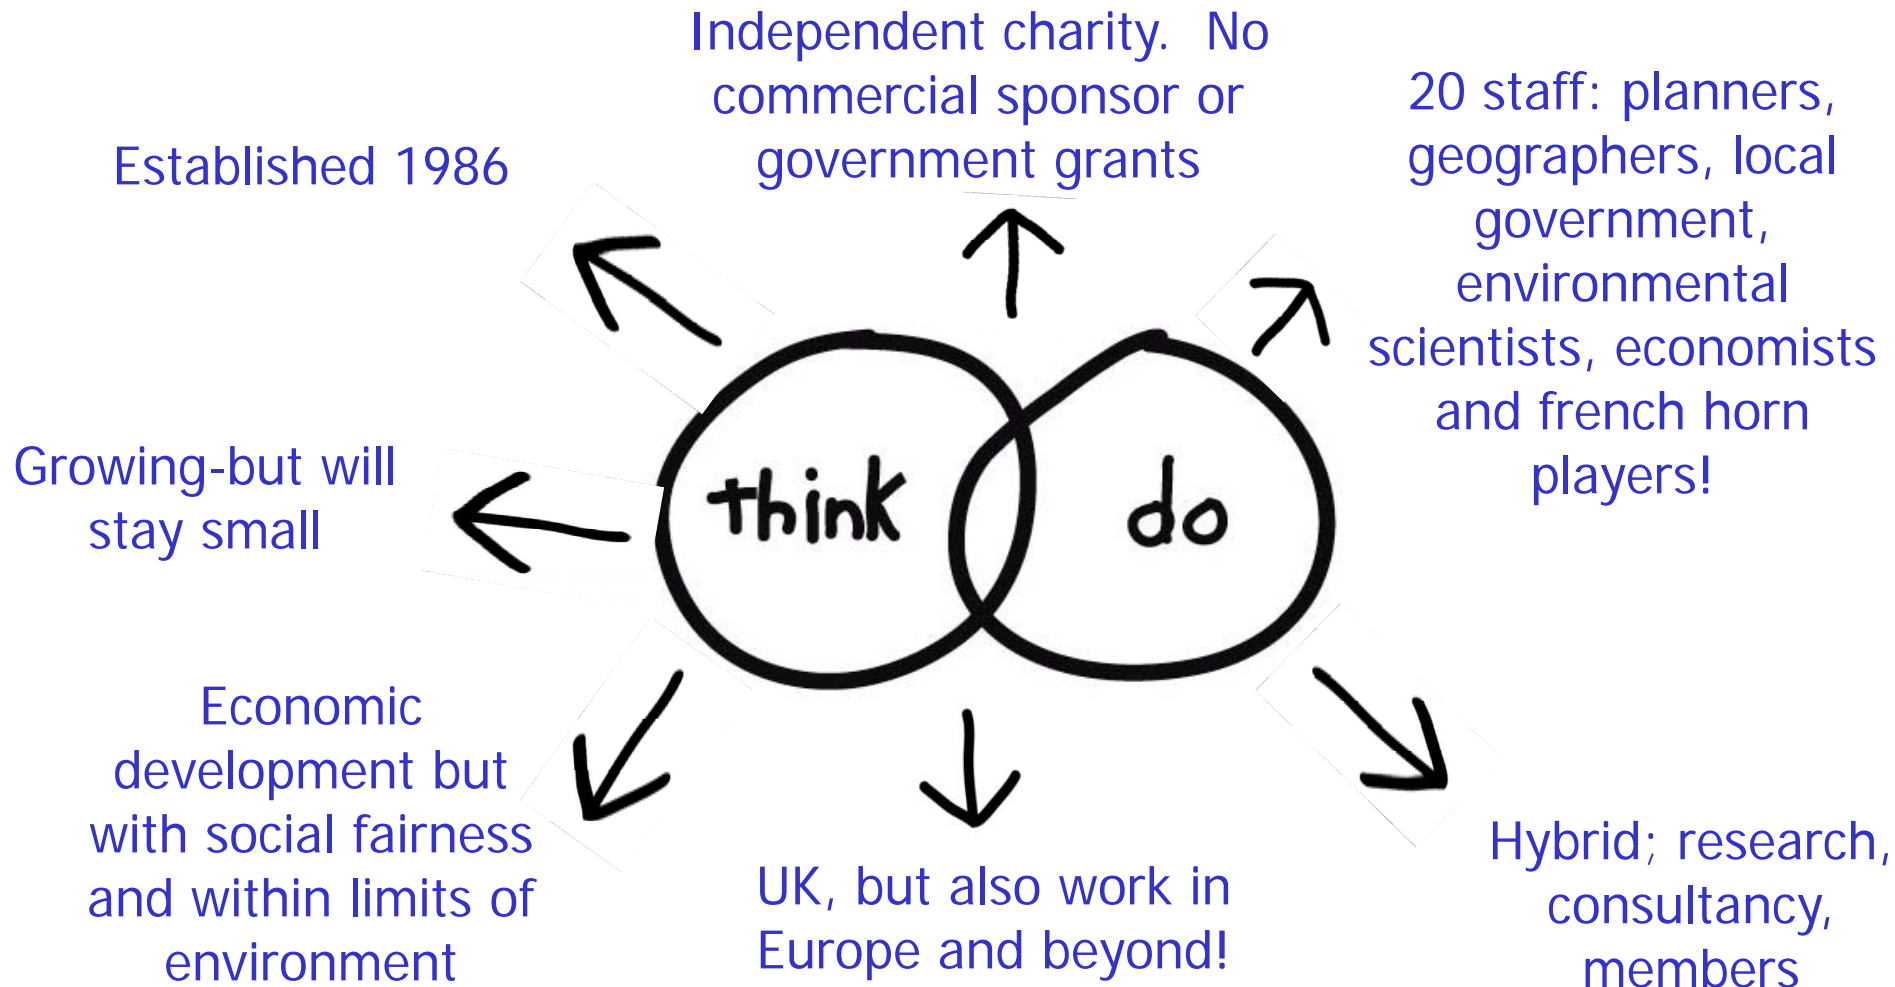 Independent charity.  No
commercial sponsor or
government grants
20 staff: planners,
geographers, local
government,
environmental
scientists, economists
and french horn
players!
Established 1986
think
do
Growing-but will
stay small
Economic
development but
with social fairness
and within limits of
environment
UK, but also work in
Europe and beyond!
Hybrid; research,
consultancy,
members